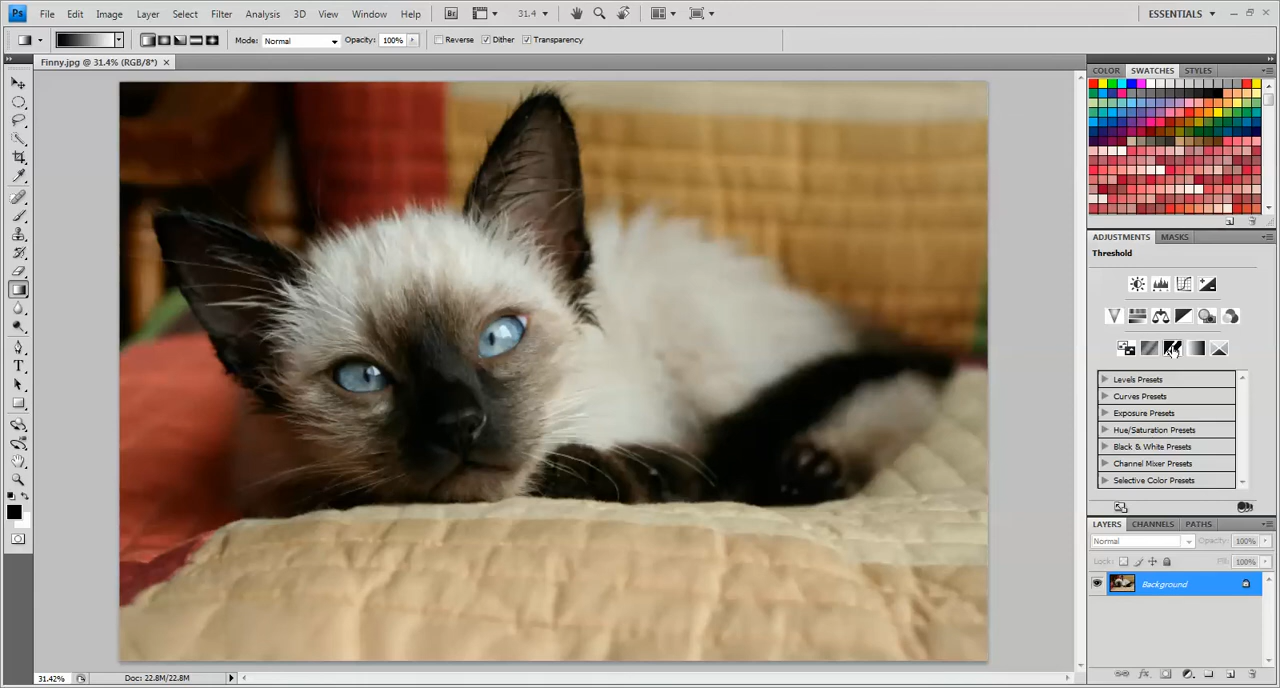 Ps File Edit Image Layer Select Filter Analysis 3D View Window Help Br 31.4 ESSENTIALS
Mode: Normal Opacity: 100% Reverse Dither Transparency
Finny.jpg @ 31.4% (RGB/8*)
COLOR SWATCHES STYLES
ADJUSTMENTS MASKS
Threshold
Levels Presets
Curves Presets
Exposure Presets
Hue/Saturation Presets
Black & White Presets
Channel Mixer Presets
Selective Color Presets
LAYERS CHANNELS PATHS
Normal Opacity: 100%
Lock: Fill: 100%
Background
31.42% Doc: 22.8M/22.8M